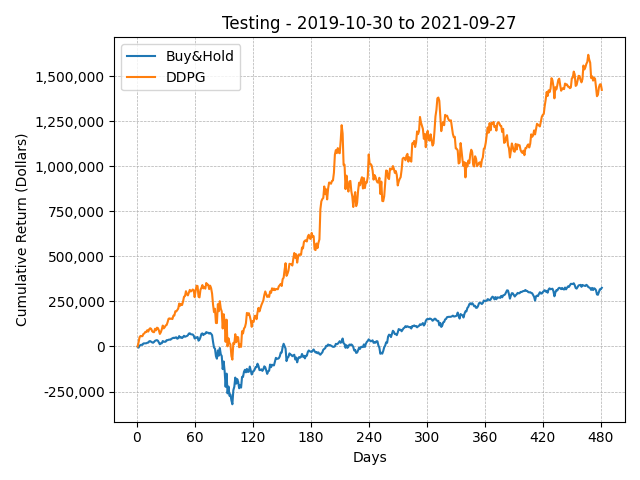 Testing - 2019-10-30 to 2021-09-27
Buy&Hold
DDPG
Cumulative Return (Dollars)
1,500,000
1,250,000
1,000,000
750,000
500,000
250,000
0
-250,000
0 60 120 180 240 300 360 420 480
Days